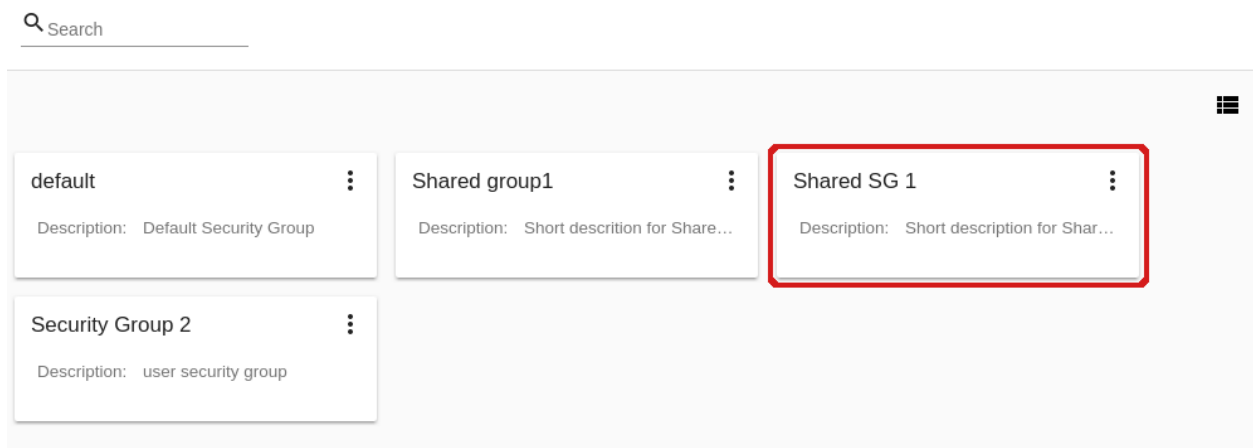 Search
default
Description: Default Security Group
Shared group1
Description: Short descrition for Share...
Shared SG 1
Description: Short description for Shar...
Security Group 2
Description: user security group